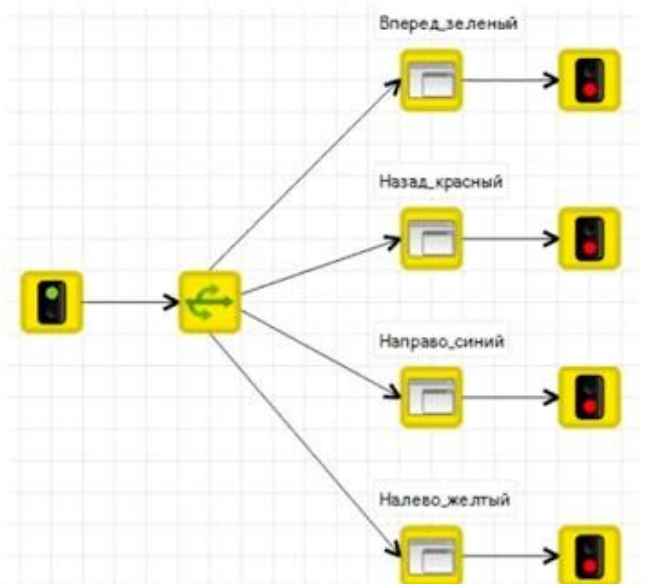 Вперед_зеленый
Назад_красный
Направо_синий
Налево_желтый